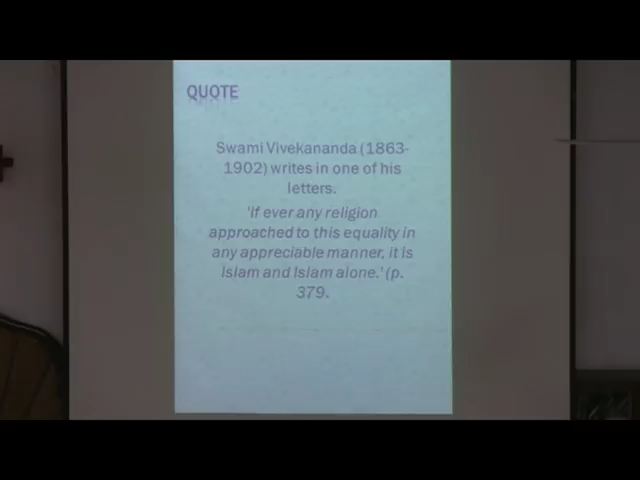 QUOTE
Swami Vivekananda (1863-
1902) writes in one of his
letters.
'If ever any religion
approached to this equality in
any appreciable manner, it is
Islam and Islam alone.' (p.
379.